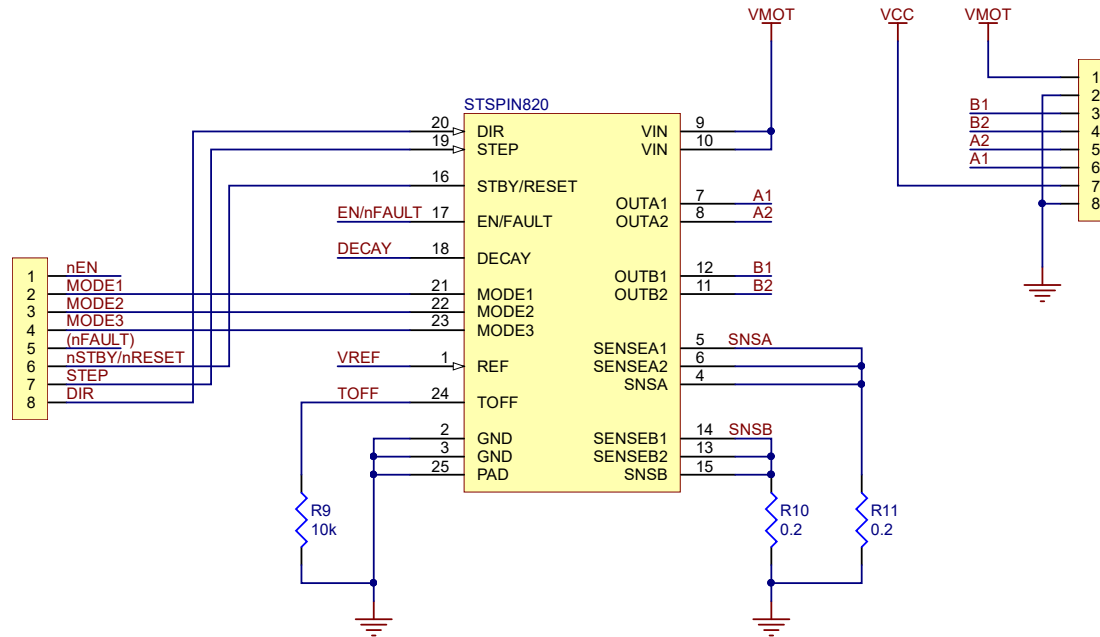 VMOT
VCC
VMOT
STSPIN820
20 DIR
19 STEP
16 STBY/RESET
EN/nFAULT 17 EN/FAULT
DECAY 18 DECAY
21 MODE1
22 MODE2
23 MODE3
VREF 1 REF
TOFF 24 TOFF
2 GND
3 GND
25 PAD
VIN 9
VIN 10
OUTA1 7 A1
OUTA2 8 A2
OUTB1 12 B1
OUTB2 11 B2
SENSEA1 5 SNSA
SENSEA2 6
SNSA 4
SENSEB1 14 SNSB
SENSEB2 13
SNSB 15
1 nEN
2 MODE1
3 MODE2
4 MODE3
5 (nFAULT)
6 nSTBY/nRESET
7 STEP
8 DIR
1
2
B1 3
B2 4
A2 5
A1 6
7
8
R9
10k
R10
0.2
R11
0.2